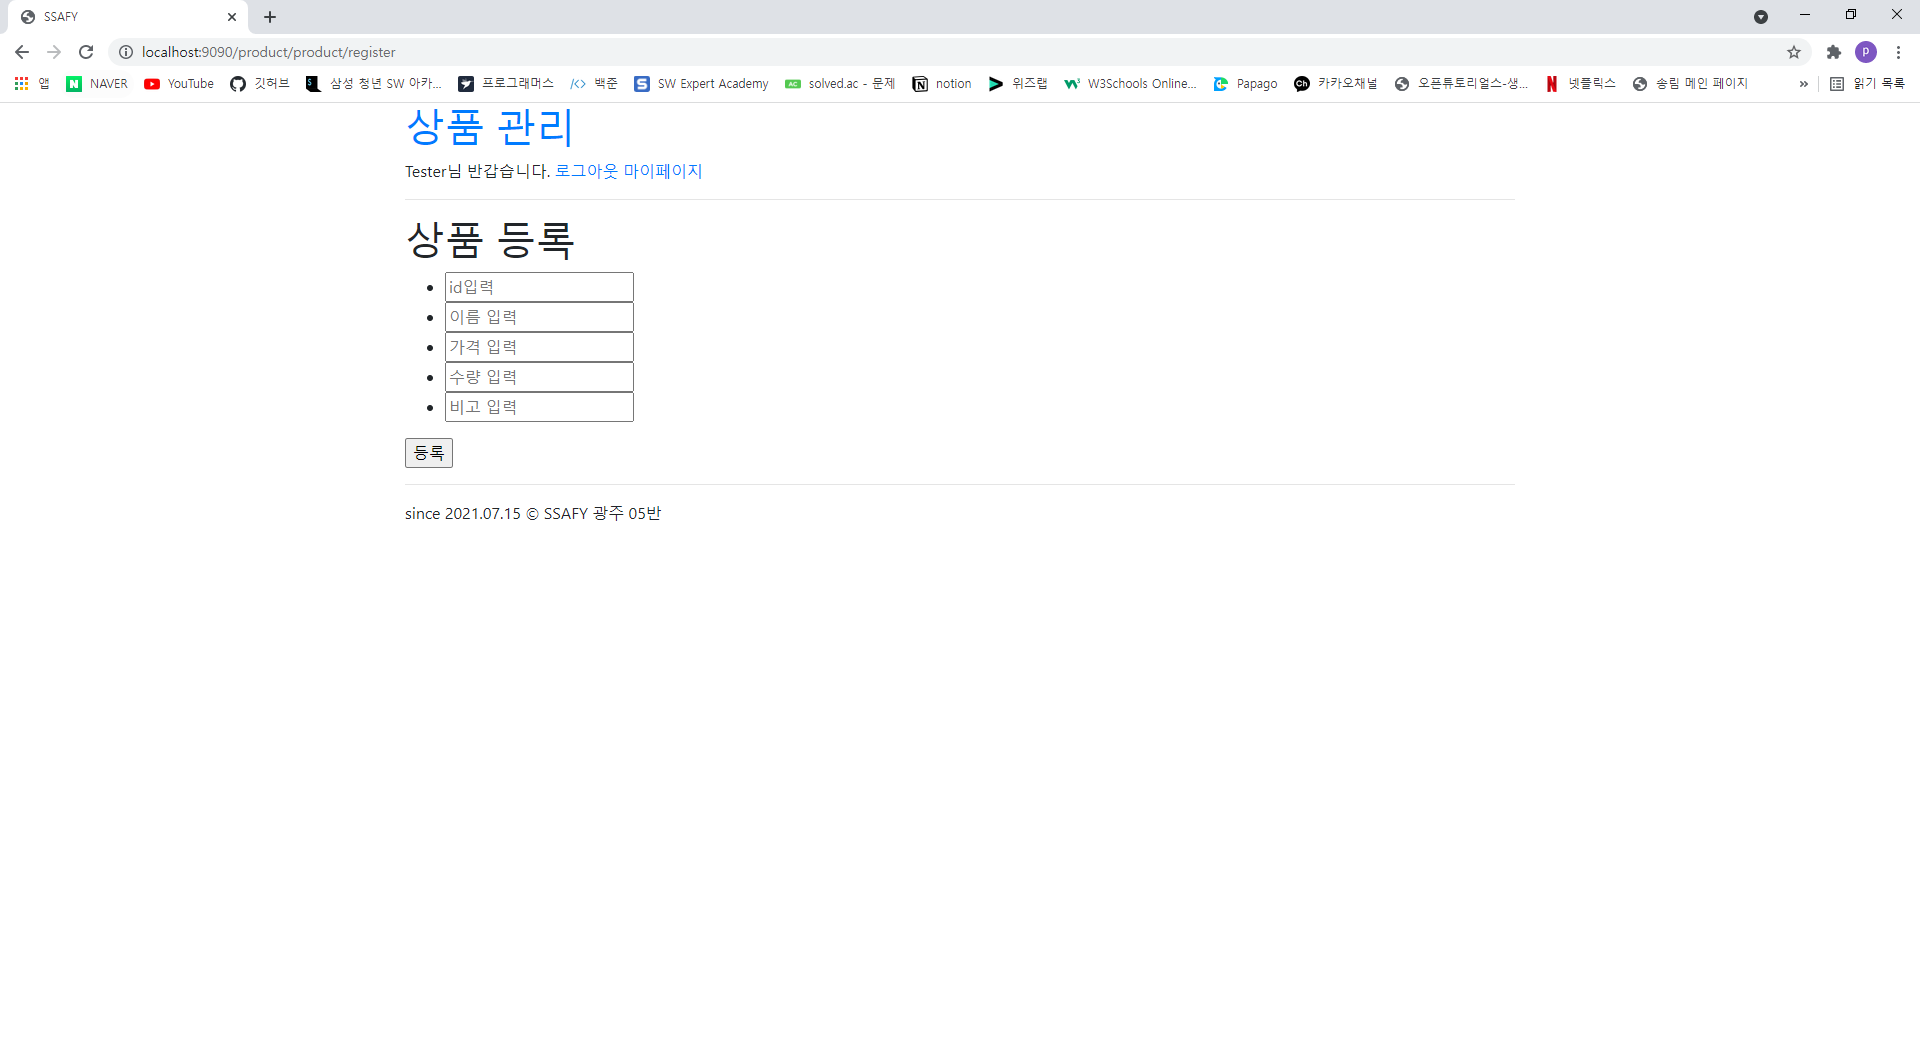 SSAFY
localhost:9090/product/product/register
P
앱 NAVER YouTube 깃허브 삼성 청년 SW 아카... 프로그래머스 백준 SW Expert Academy solved.ac - 문제 notion 위즈랩 W3Schools Online... Papago 카카오채널 오픈튜토리얼스-생... 넷플릭스 송림 메인 페이지 » 읽기 목록
상품 관리
Tester님 반갑습니다. 로그아웃 마이페이지
상품 등록
id입력
이름 입력
가격 입력
수량 입력
비고 입력
등록
since 2021.07.15 © SSAFY 광주 05반